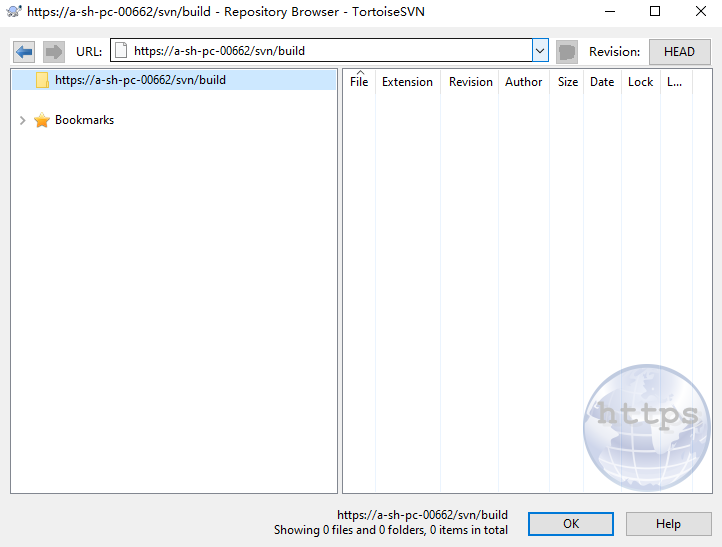 https://a-sh-pc-00662/svn/build - Repository Browser - TortoiseSVN
URL: https://a-sh-pc-00662/svn/build Revision: HEAD
https://a-sh-pc-00662/svn/build
Bookmarks
File Extension Revision Author Size Date Lock L...
https
https://a-sh-pc-00662/svn/build
Showing 0 files and 0 folders, 0 items in total
OK Help